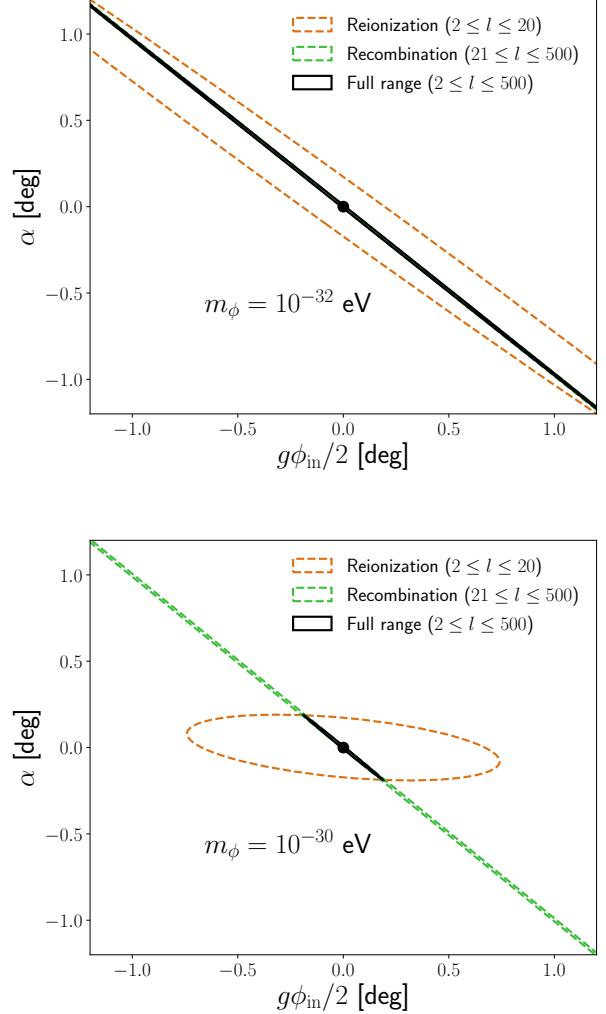 1.0
0.5
0.0
−0.5
−1.0
α [deg]
Reionization (2 ≤ l ≤ 20)
Recombination (21 ≤ l ≤ 500)
Full range (2 ≤ l ≤ 500)
m_ϕ = 10⁻³² eV
−1.0 −0.5 0.0 0.5 1.0
gϕ_in/2 [deg]
1.0
0.5
0.0
−0.5
−1.0
α [deg]
Reionization (2 ≤ l ≤ 20)
Recombination (21 ≤ l ≤ 500)
Full range (2 ≤ l ≤ 500)
m_ϕ = 10⁻³⁰ eV
−1.0 −0.5 0.0 0.5 1.0
gϕ_in/2 [deg]